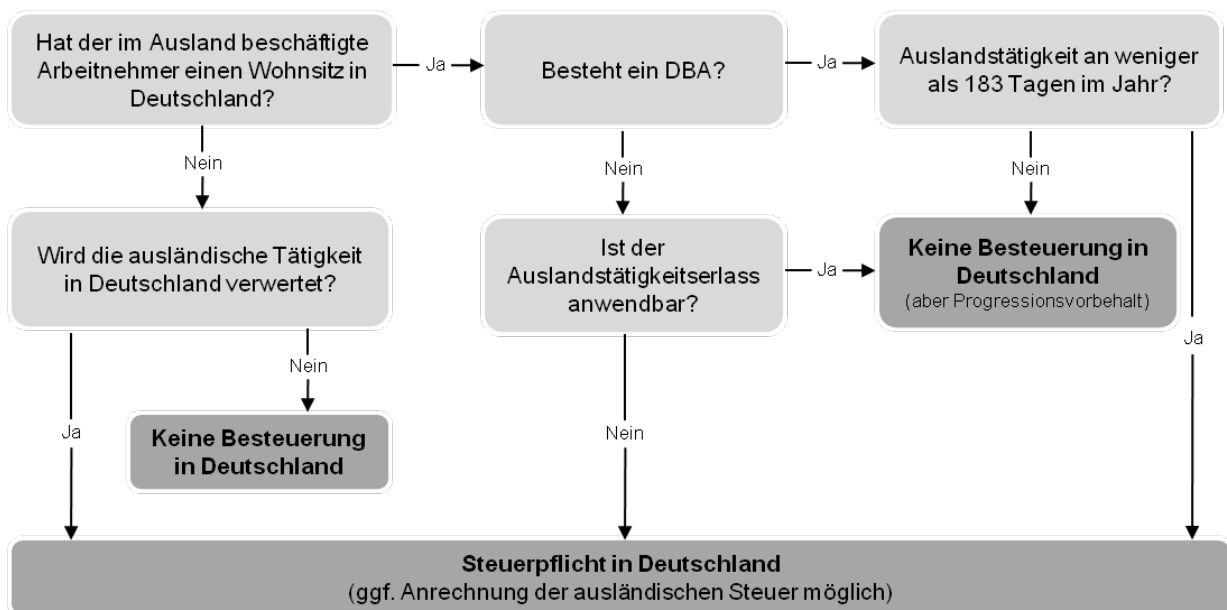 Hat der im Ausland beschäftigte
Arbeitnehmer einen Wohnsitz in
Deutschland?
Ja
Besteht ein DBA?
Ja
Auslandstätigkeit an weniger
als 183 Tagen im Jahr?
Nein
Nein
Nein
Wird die ausländische Tätigkeit
in Deutschland verwertet?
Ist der
Auslandstätigkeitserlass
anwendbar?
Ja
Keine Besteuerung in
Deutschland
(aber Progressionsvorbehalt)
Ja
Nein
Ja
Keine Besteuerung
in Deutschland
Nein
Steuerpflicht in Deutschland
(ggf. Anrechnung der ausländischen Steuer möglich)